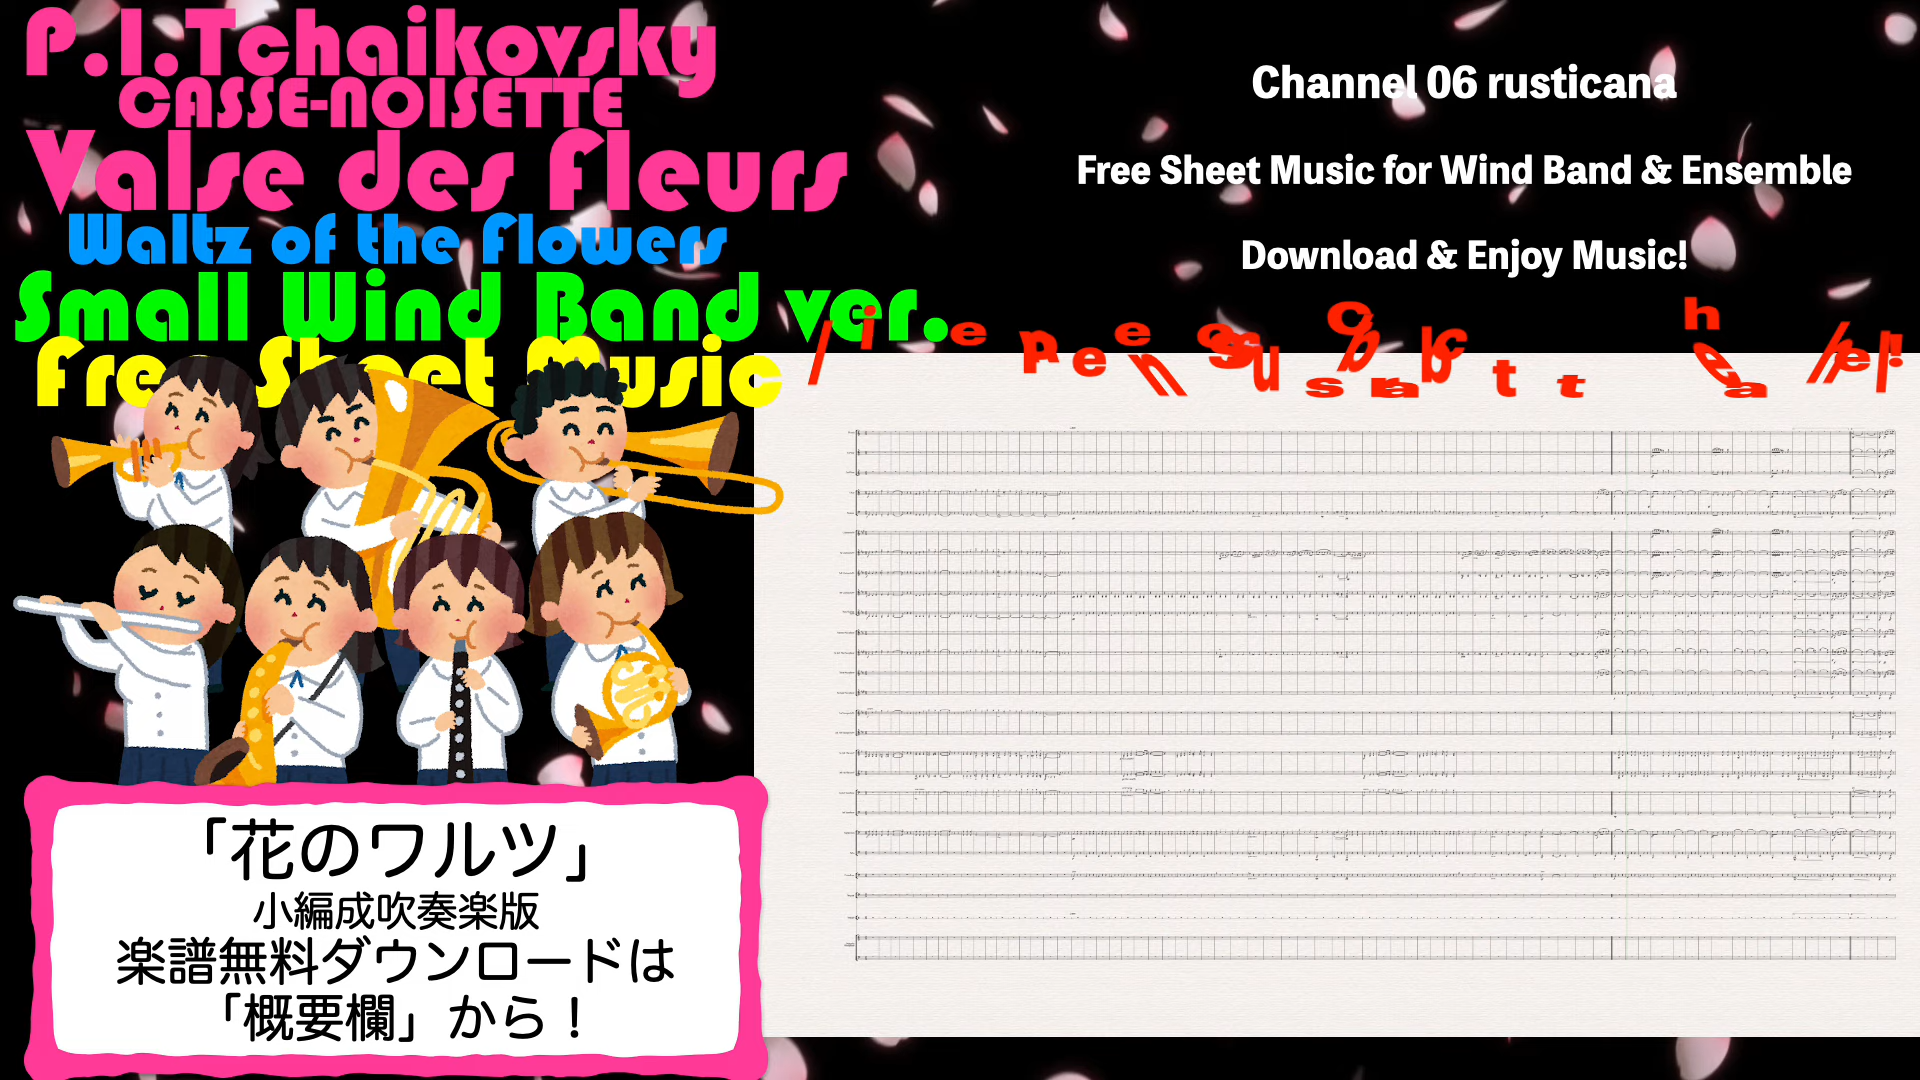 P.I.Tchaikovsky
CASSE-NOISETTE
Valse des Fleurs
Waltz of the Flowers
Small Wind Band ver.
Free Sheet Music
Channel 06 rusticana
Free Sheet Music for Wind Band & Ensemble
Download & Enjoy Music!
「花のワルツ」
小編成吹奏楽版
楽譜無料ダウンロードは
「概要欄」から！